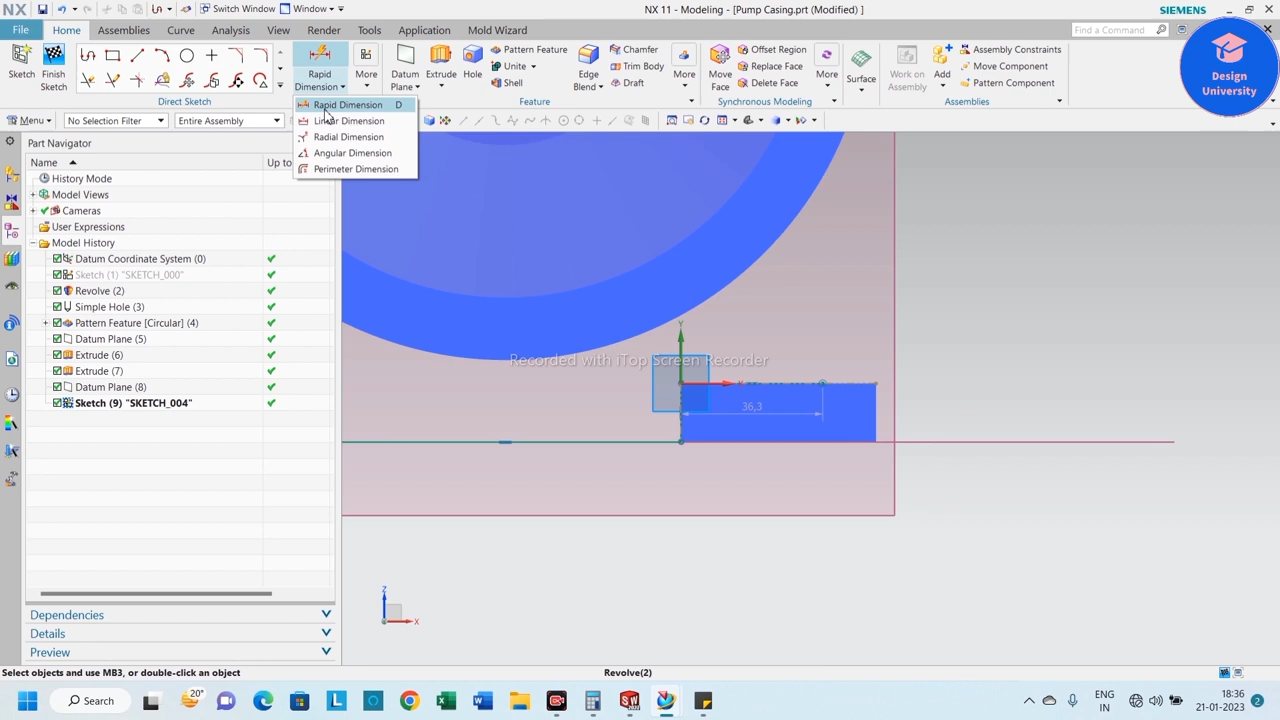 NX
Switch Window
Window
NX 11 - Modeling - [Pump Casing.prt (Modified) ]
SIEMENS
File
Home
Assemblies
Curve
Analysis
View
Render
Tools
Application
Mold Wizard
Find a Command
Sketch
Finish
Sketch
Rapid
Dimension
More
Datum
Plane
Extrude
Hole
Pattern Feature
Unite
Shell
Edge
Blend
Chamfer
Trim Body
Draft
More
Move
Face
Offset Region
Replace Face
Delete Face
More
Surface
Work on
Assembly
Add
Assembly Constraints
Move Component
Pattern Component
Design
University
Direct Sketch
Feature
Synchronous Modeling
Assemblies
Menu
No Selection Filter
Entire Assembly
Rapid Dimension D
Linear Dimension
Radial Dimension
Angular Dimension
Perimeter Dimension
Part Navigator
Name
Up to
History Mode
Model Views
Cameras
User Expressions
Model History
Datum Coordinate System (0)
Sketch (1) "SKETCH_000"
Revolve (2)
Simple Hole (3)
Pattern Feature [Circular] (4)
Datum Plane (5)
Extrude (6)
Extrude (7)
Datum Plane (8)
Sketch (9) "SKETCH_004"
Recorded with iTop Screen Recorder
Y
X
36,3
Z
X
Dependencies
Details
Preview
Select objects and use MB3, or double-click an object
Revolve(2)
Search
20°
ENG
IN
18:36
21-01-2023
2